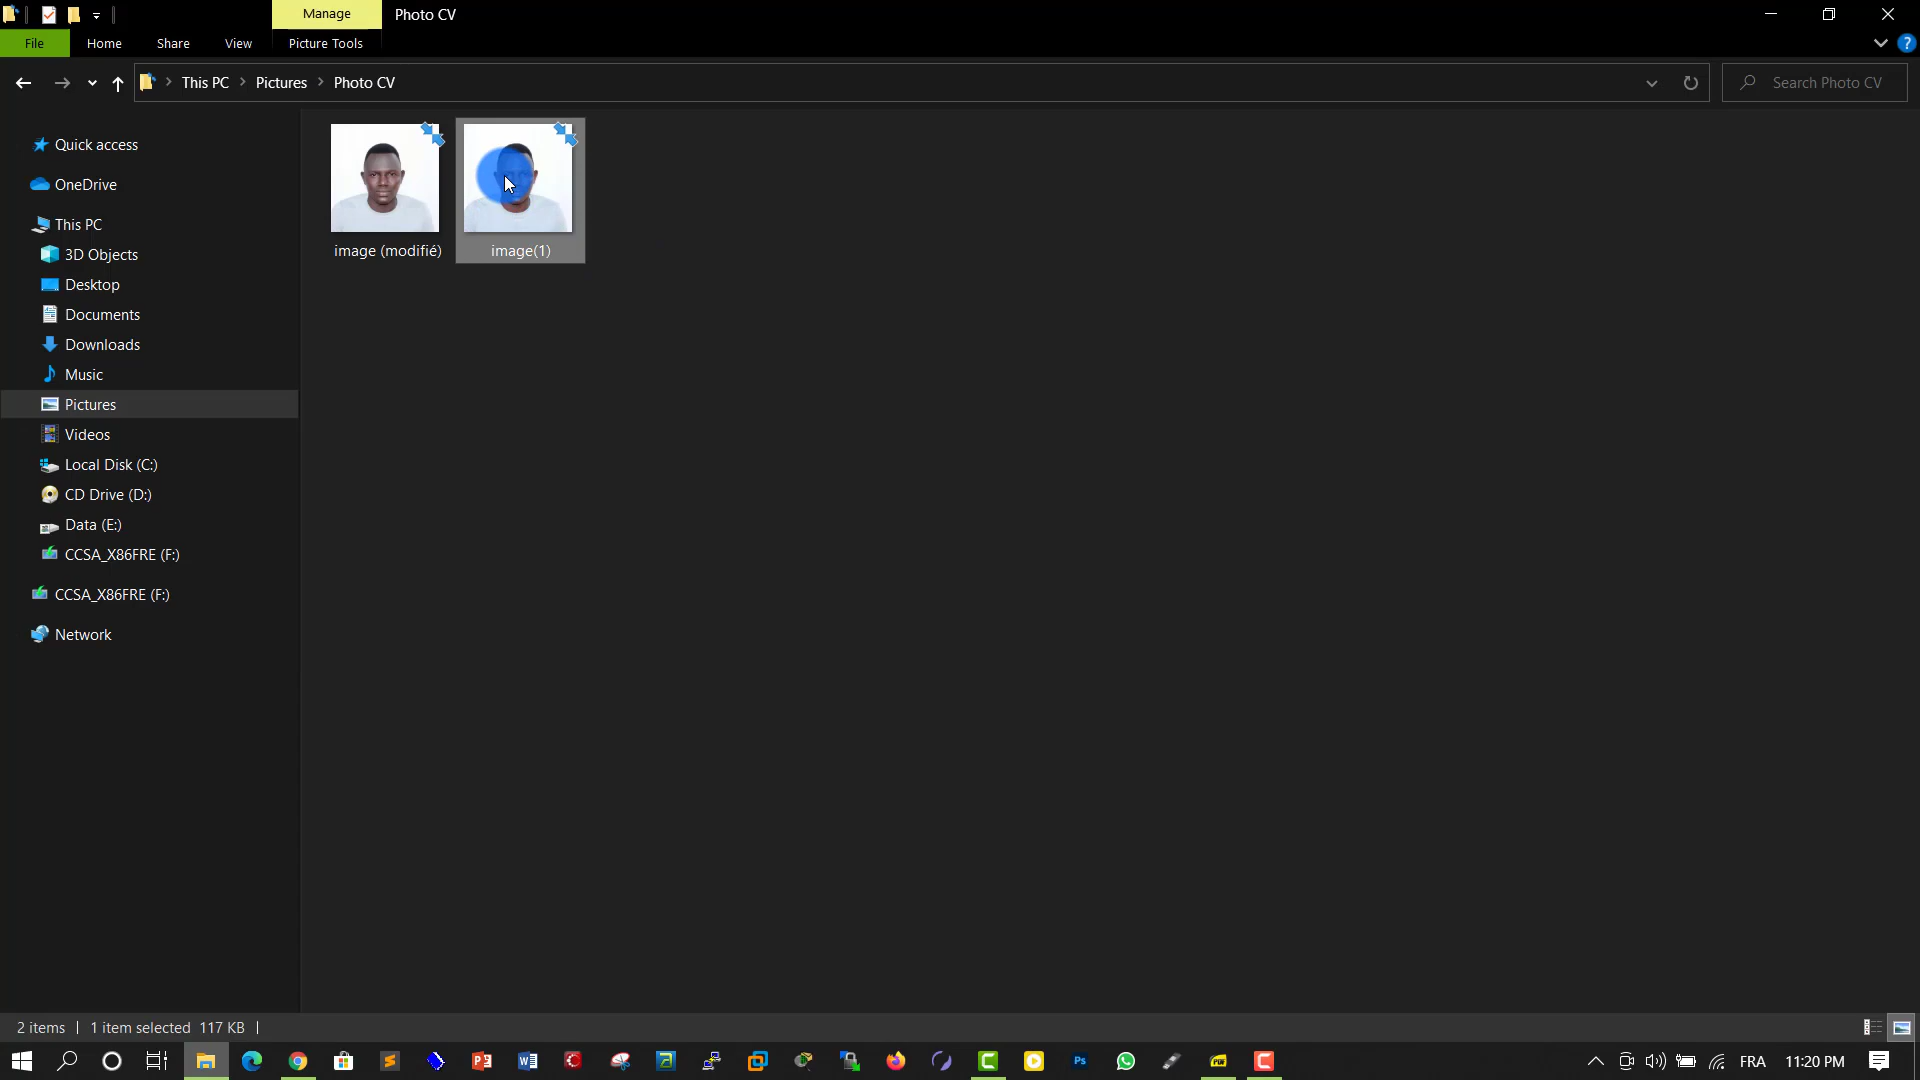 Manage
Photo CV
File
Home
Share
View
Picture Tools
This PC
Pictures
Photo CV
Search Photo CV
Quick access
OneDrive
This PC
3D Objects
Desktop
Documents
Downloads
Music
Pictures
Videos
Local Disk (C:)
CD Drive (D:)
Data (E:)
CCSA_X86FRE (F:)
CCSA_X86FRE (F:)
Network
image (modifié)
image(1)
2 items
1 item selected 117 KB
FRA
11:20 PM